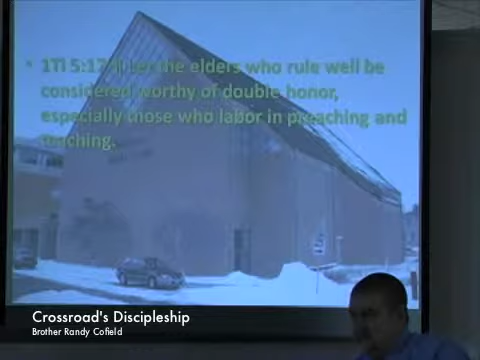 • 1TI 5:17 Let the elders who rule well be
considered worthy of double honor,
especially those who labor in preaching and
teaching.
Crossroad's Discipleship
Brother Randy Cofield